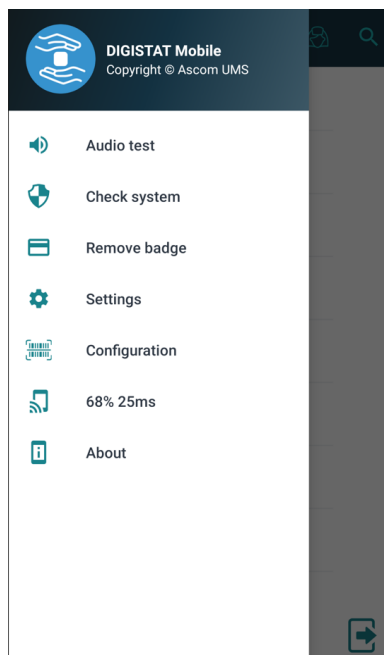 DIGISTAT Mobile
Copyright © Ascom UMS
Audio test
Check system
Remove badge
Settings
Configuration
68% 25ms
About